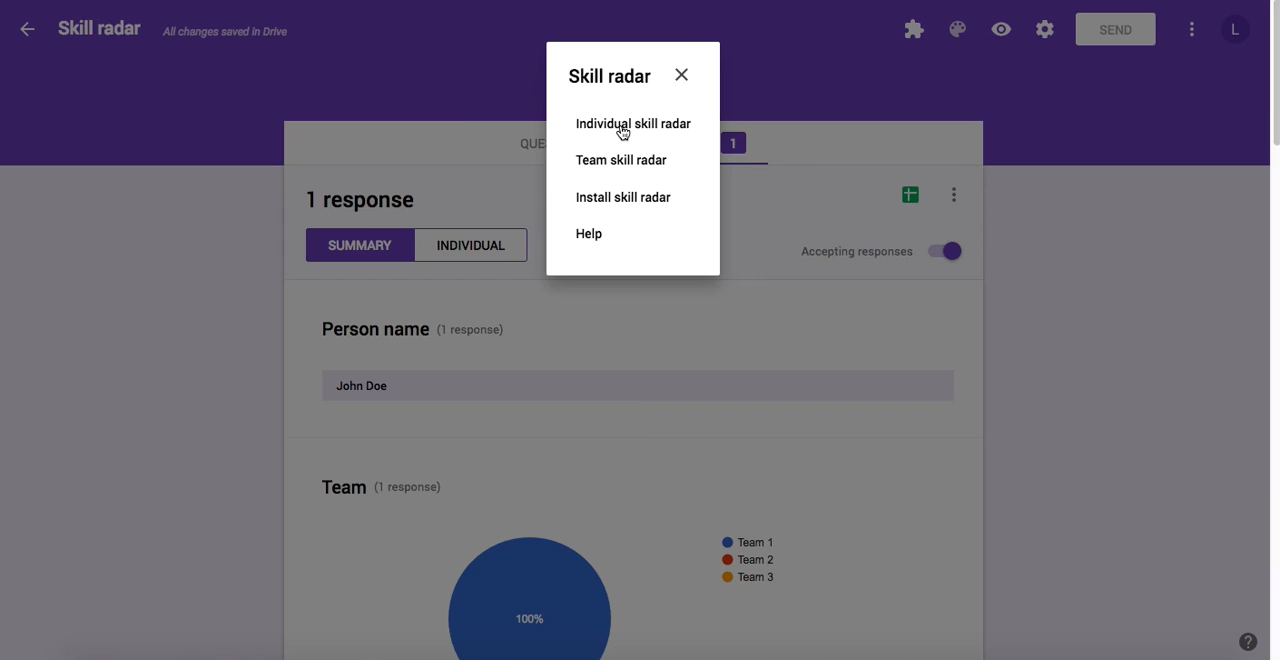 Skill radar
All changes saved in Drive
SEND
L
Skill radar
Individual skill radar
Team skill radar
Install skill radar
Help
QUE
1
1 response
SUMMARY
INDIVIDUAL
Accepting responses
Person name (1 response)
John Doe
Team (1 response)
Team 1
Team 2
Team 3
100%
?